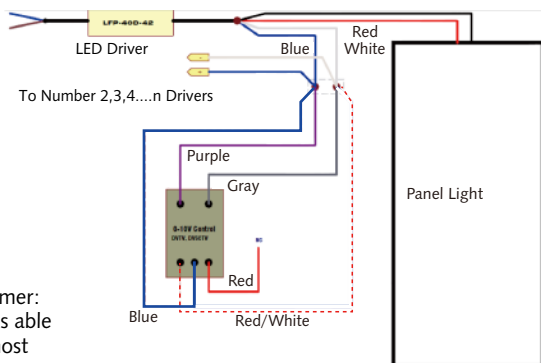 LFP-40D-42
LED Driver
Red
White
Blue
To Number 2,3,4....n Drivers
Purple
Gray
Panel Light
0-10V Control
Red
mer:
s able
Blue
Red/White
nost